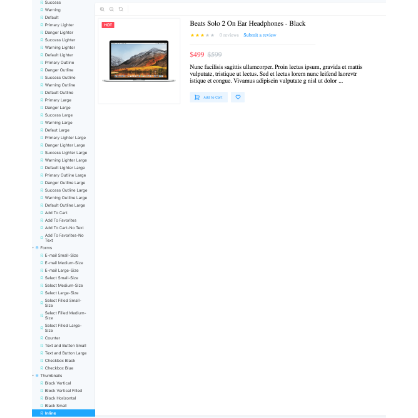 Success
Warning
Default
Primary Lighter
Danger Lighter
Success Lighter
Warning Lighter
Default Lighter
Primary Outline
Danger Outline
Success Outline
Warning Outline
Default Outline
Primary Large
Danger Large
Success Large
Warning Large
Default Large
Primary Lighter Large
Danger Lighter Large
Success Lighter Large
Warning Lighter Large
Default Lighter Large
Primary Outline Large
Danger Outline Large
Success Outline Large
Warning Outline Large
Default Outline Large
Add To Cart
Add To Favorites
Add To Cart-No Text
Add To Favorites-No
Text
Forms
E-mail Small-Size
E-mail Medium-Size
E-mail Large-Size
Select Small-Size
Select Medium-Size
Select Large-Size
Select Filled Small-
Size
Select Filled Medium-
Size
Select Filled Large-
Size
Counter
Text and Button Small
Text and Button Large
Checkbox Black
Checkbox Blue
Thumbnails
Black Vertical
Black Vertical Filled
Black Horizontal
Black Small
Inline
HOT
Beats Solo 2 On Ear Headphones - Black
0 reviews
Submit a review
$499 $599
Nunc facilisis sagittis ullamcorper. Proin lectus ipsum, gravida et mattis
vulputate, tristique ut lectus. Sed et lectus lorem nunc leifend laorevtr
istique et congue. Vivamus adipiscin vulputate g nisl ut dolor ...
Add to Cart